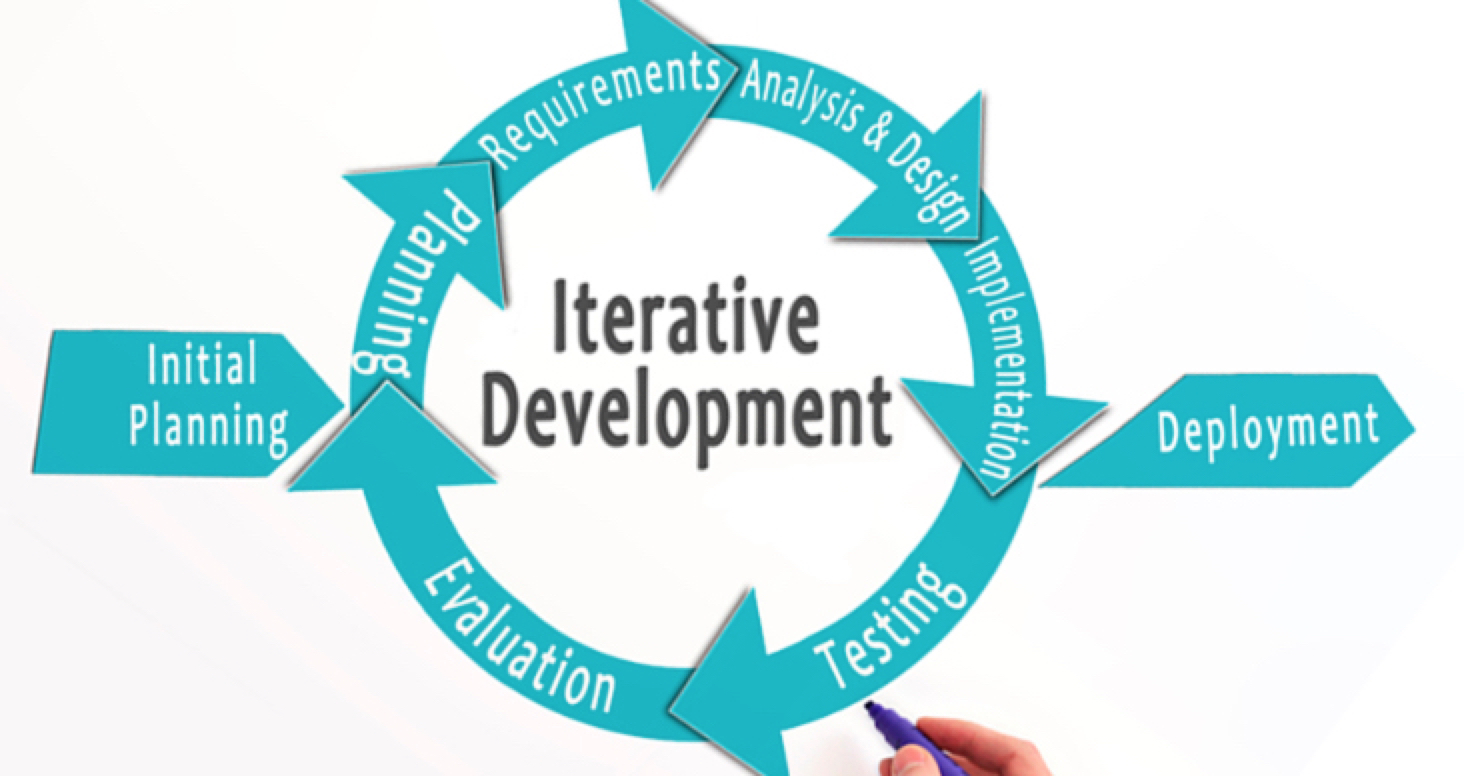 Requirements
Analysis & Design
Planning
Implementation
Iterative
Development
Initial
Planning
Deployment
Evaluation
Testing